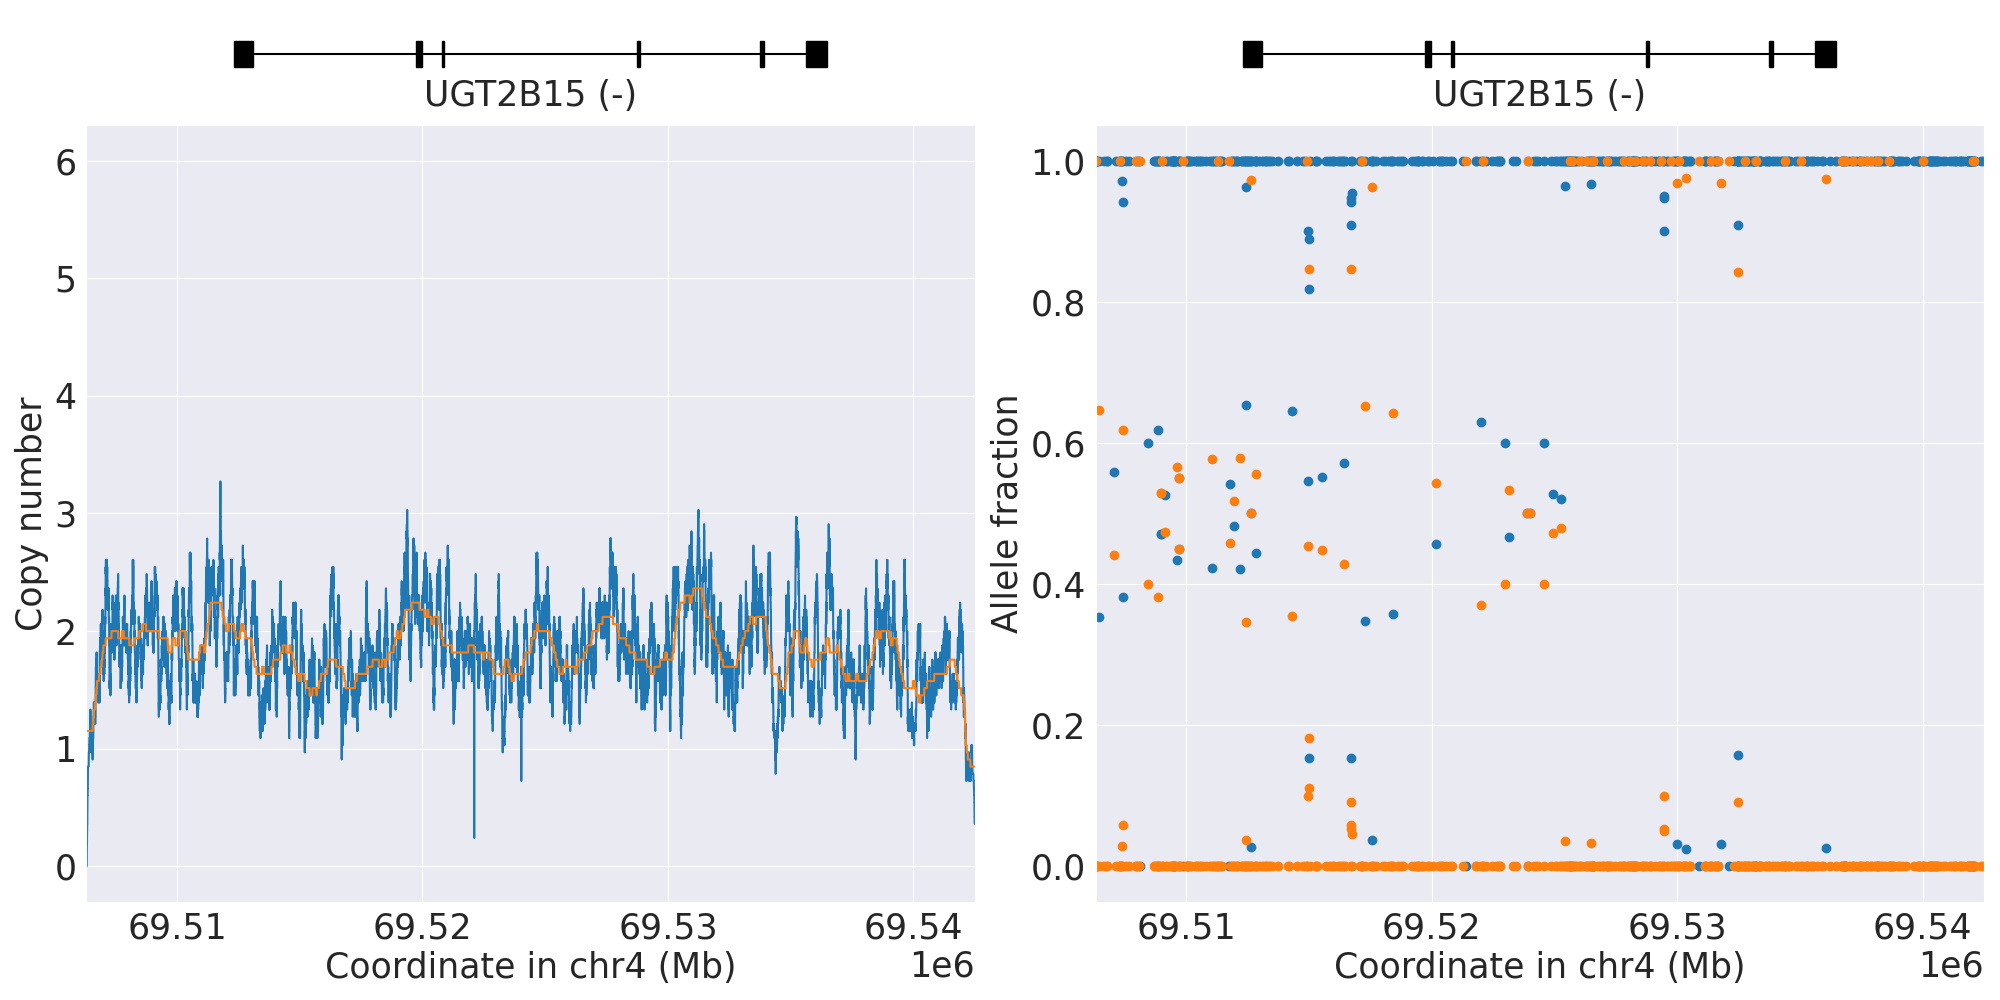 UGT2B15 (-)
6
5
4
3
2
1
0
Copy number
69.51 69.52 69.53 69.54
Coordinate in chr4 (Mb)
1e6
UGT2B15 (-)
1.0
0.8
0.6
0.4
0.2
0.0
Allele fraction
69.51 69.52 69.53 69.54
Coordinate in chr4 (Mb)
1e6